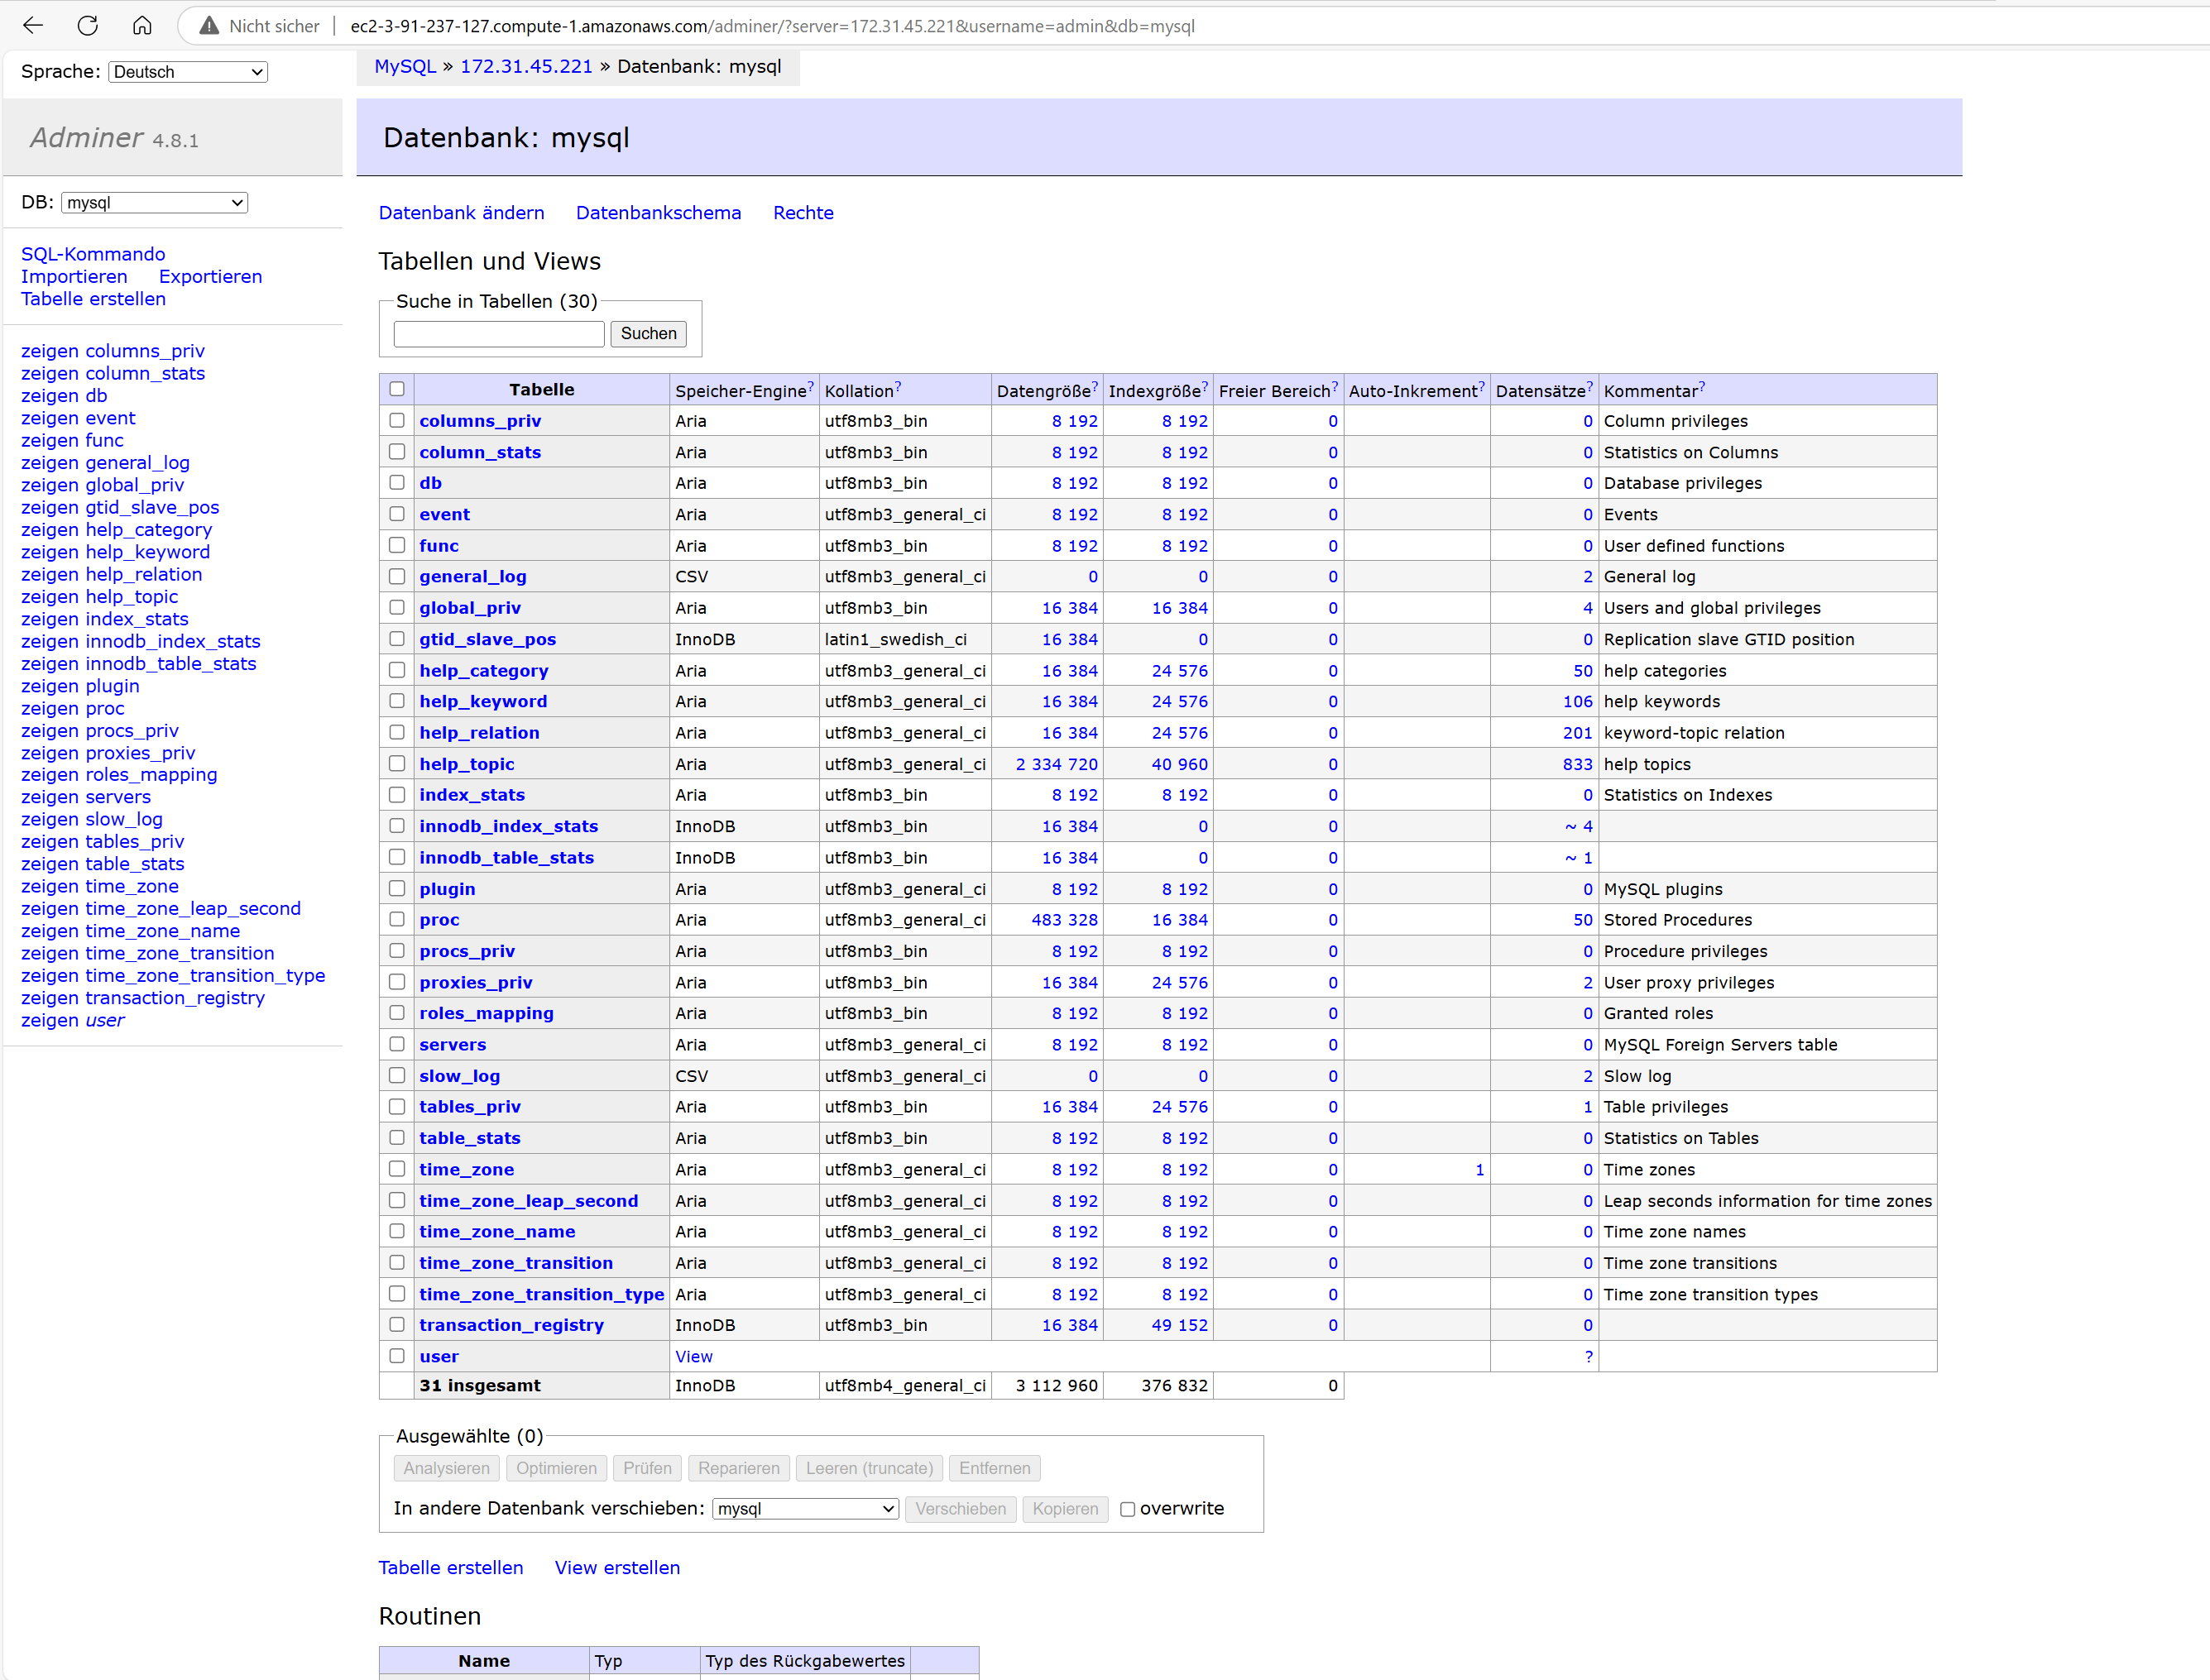 Nicht sicher | ec2-3-91-237-127.compute-1.amazonaws.com/adminer/?server=172.31.45.221&username=admin&db=mysql
Sprache: Deutsch
MySQL » 172.31.45.221 » Datenbank: mysql
Adminer 4.8.1
DB: mysql
SQL-Kommando
Importieren Exportieren
Tabelle erstellen
zeigen columns_priv
zeigen column_stats
zeigen db
zeigen event
zeigen func
zeigen general_log
zeigen global_priv
zeigen gtid_slave_pos
zeigen help_category
zeigen help_keyword
zeigen help_relation
zeigen help_topic
zeigen index_stats
zeigen innodb_index_stats
zeigen innodb_table_stats
zeigen plugin
zeigen proc
zeigen procs_priv
zeigen proxies_priv
zeigen roles_mapping
zeigen servers
zeigen slow_log
zeigen tables_priv
zeigen table_stats
zeigen time_zone
zeigen time_zone_leap_second
zeigen time_zone_name
zeigen time_zone_transition
zeigen time_zone_transition_type
zeigen transaction_registry
zeigen user
Datenbank: mysql
Datenbank ändern Datenbankschema Rechte
Tabellen und Views
Suche in Tabellen (30)
Suchen
Tabelle Speicher-Engine? Kollation? Datengröße? Indexgröße? Freier Bereich? Auto-Inkrement? Datensätze? Kommentar?
columns_priv Aria utf8mb3_bin 8 192 8 192 0 0 Column privileges
column_stats Aria utf8mb3_bin 8 192 8 192 0 0 Statistics on Columns
db Aria utf8mb3_bin 8 192 8 192 0 0 Database privileges
event Aria utf8mb3_general_ci 8 192 8 192 0 0 Events
func Aria utf8mb3_bin 8 192 8 192 0 0 User defined functions
general_log CSV utf8mb3_general_ci 0 0 0 2 General log
global_priv Aria utf8mb3_bin 16 384 16 384 0 4 Users and global privileges
gtid_slave_pos InnoDB latin1_swedish_ci 16 384 0 0 0 Replication slave GTID position
help_category Aria utf8mb3_general_ci 16 384 24 576 0 50 help categories
help_keyword Aria utf8mb3_general_ci 16 384 24 576 0 106 help keywords
help_relation Aria utf8mb3_general_ci 16 384 24 576 0 201 keyword-topic relation
help_topic Aria utf8mb3_general_ci 2 334 720 40 960 0 833 help topics
index_stats Aria utf8mb3_bin 8 192 8 192 0 0 Statistics on Indexes
innodb_index_stats InnoDB utf8mb3_bin 16 384 0 0 ~ 4
innodb_table_stats InnoDB utf8mb3_bin 16 384 0 0 ~ 1
plugin Aria utf8mb3_general_ci 8 192 8 192 0 0 MySQL plugins
proc Aria utf8mb3_general_ci 483 328 16 384 0 50 Stored Procedures
procs_priv Aria utf8mb3_bin 8 192 8 192 0 0 Procedure privileges
proxies_priv Aria utf8mb3_bin 16 384 24 576 0 2 User proxy privileges
roles_mapping Aria utf8mb3_bin 8 192 8 192 0 0 Granted roles
servers Aria utf8mb3_general_ci 8 192 8 192 0 0 MySQL Foreign Servers table
slow_log CSV utf8mb3_general_ci 0 0 0 2 Slow log
tables_priv Aria utf8mb3_bin 16 384 24 576 0 1 Table privileges
table_stats Aria utf8mb3_bin 8 192 8 192 0 0 Statistics on Tables
time_zone Aria utf8mb3_general_ci 8 192 8 192 0 1 0 Time zones
time_zone_leap_second Aria utf8mb3_general_ci 8 192 8 192 0 0 Leap seconds information for time zones
time_zone_name Aria utf8mb3_general_ci 8 192 8 192 0 0 Time zone names
time_zone_transition Aria utf8mb3_general_ci 8 192 8 192 0 0 Time zone transitions
time_zone_transition_type Aria utf8mb3_general_ci 8 192 8 192 0 0 Time zone transition types
transaction_registry InnoDB utf8mb3_bin 16 384 49 152 0 0
user View ?
31 insgesamt InnoDB utf8mb4_general_ci 3 112 960 376 832 0
Ausgewählte (0)
Analysieren Optimieren Prüfen Reparieren Leeren (truncate) Entfernen
In andere Datenbank verschieben: mysql Verschieben Kopieren overwrite
Tabelle erstellen View erstellen
Routinen
Name Typ Typ des Rückgabewertes